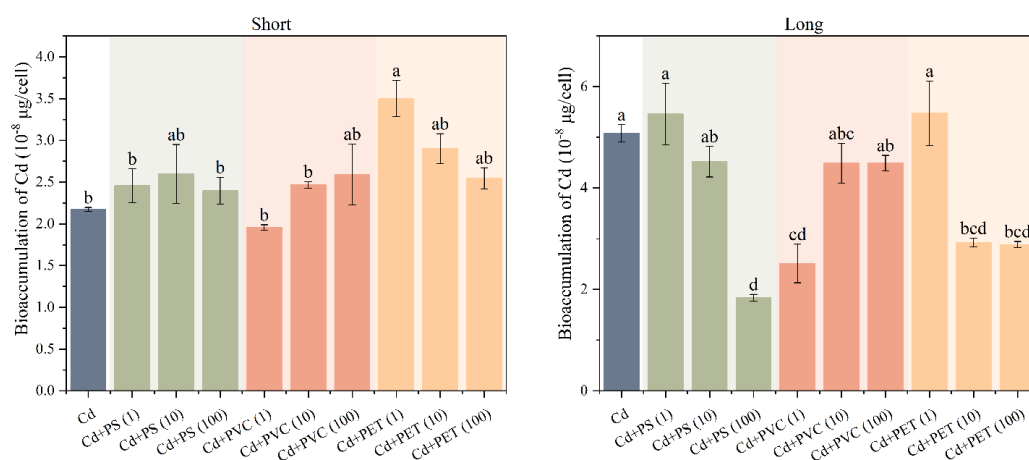 Short
Bioaccumulation of Cd (10⁻⁸ μg/cell)
4.0
3.5
3.0
2.5
2.0
1.5
1.0
0.5
0.0
b
b
ab
b
b
b
ab
a
ab
ab
Cd
Cd+PS (1)
Cd+PS (10)
Cd+PS (100)
Cd+PVC (1)
Cd+PVC (10)
Cd+PVC (100)
Cd+PET (1)
Cd+PET (10)
Cd+PET (100)
Long
Bioaccumulation of Cd (10⁻⁸ μg/cell)
6
4
2
0
a
a
ab
d
cd
abc
ab
a
bcd
bcd
Cd
Cd+PS (1)
Cd+PS (10)
Cd+PS (100)
Cd+PVC (1)
Cd+PVC (10)
Cd+PVC (100)
Cd+PET (1)
Cd+PET (10)
Cd+PET (100)